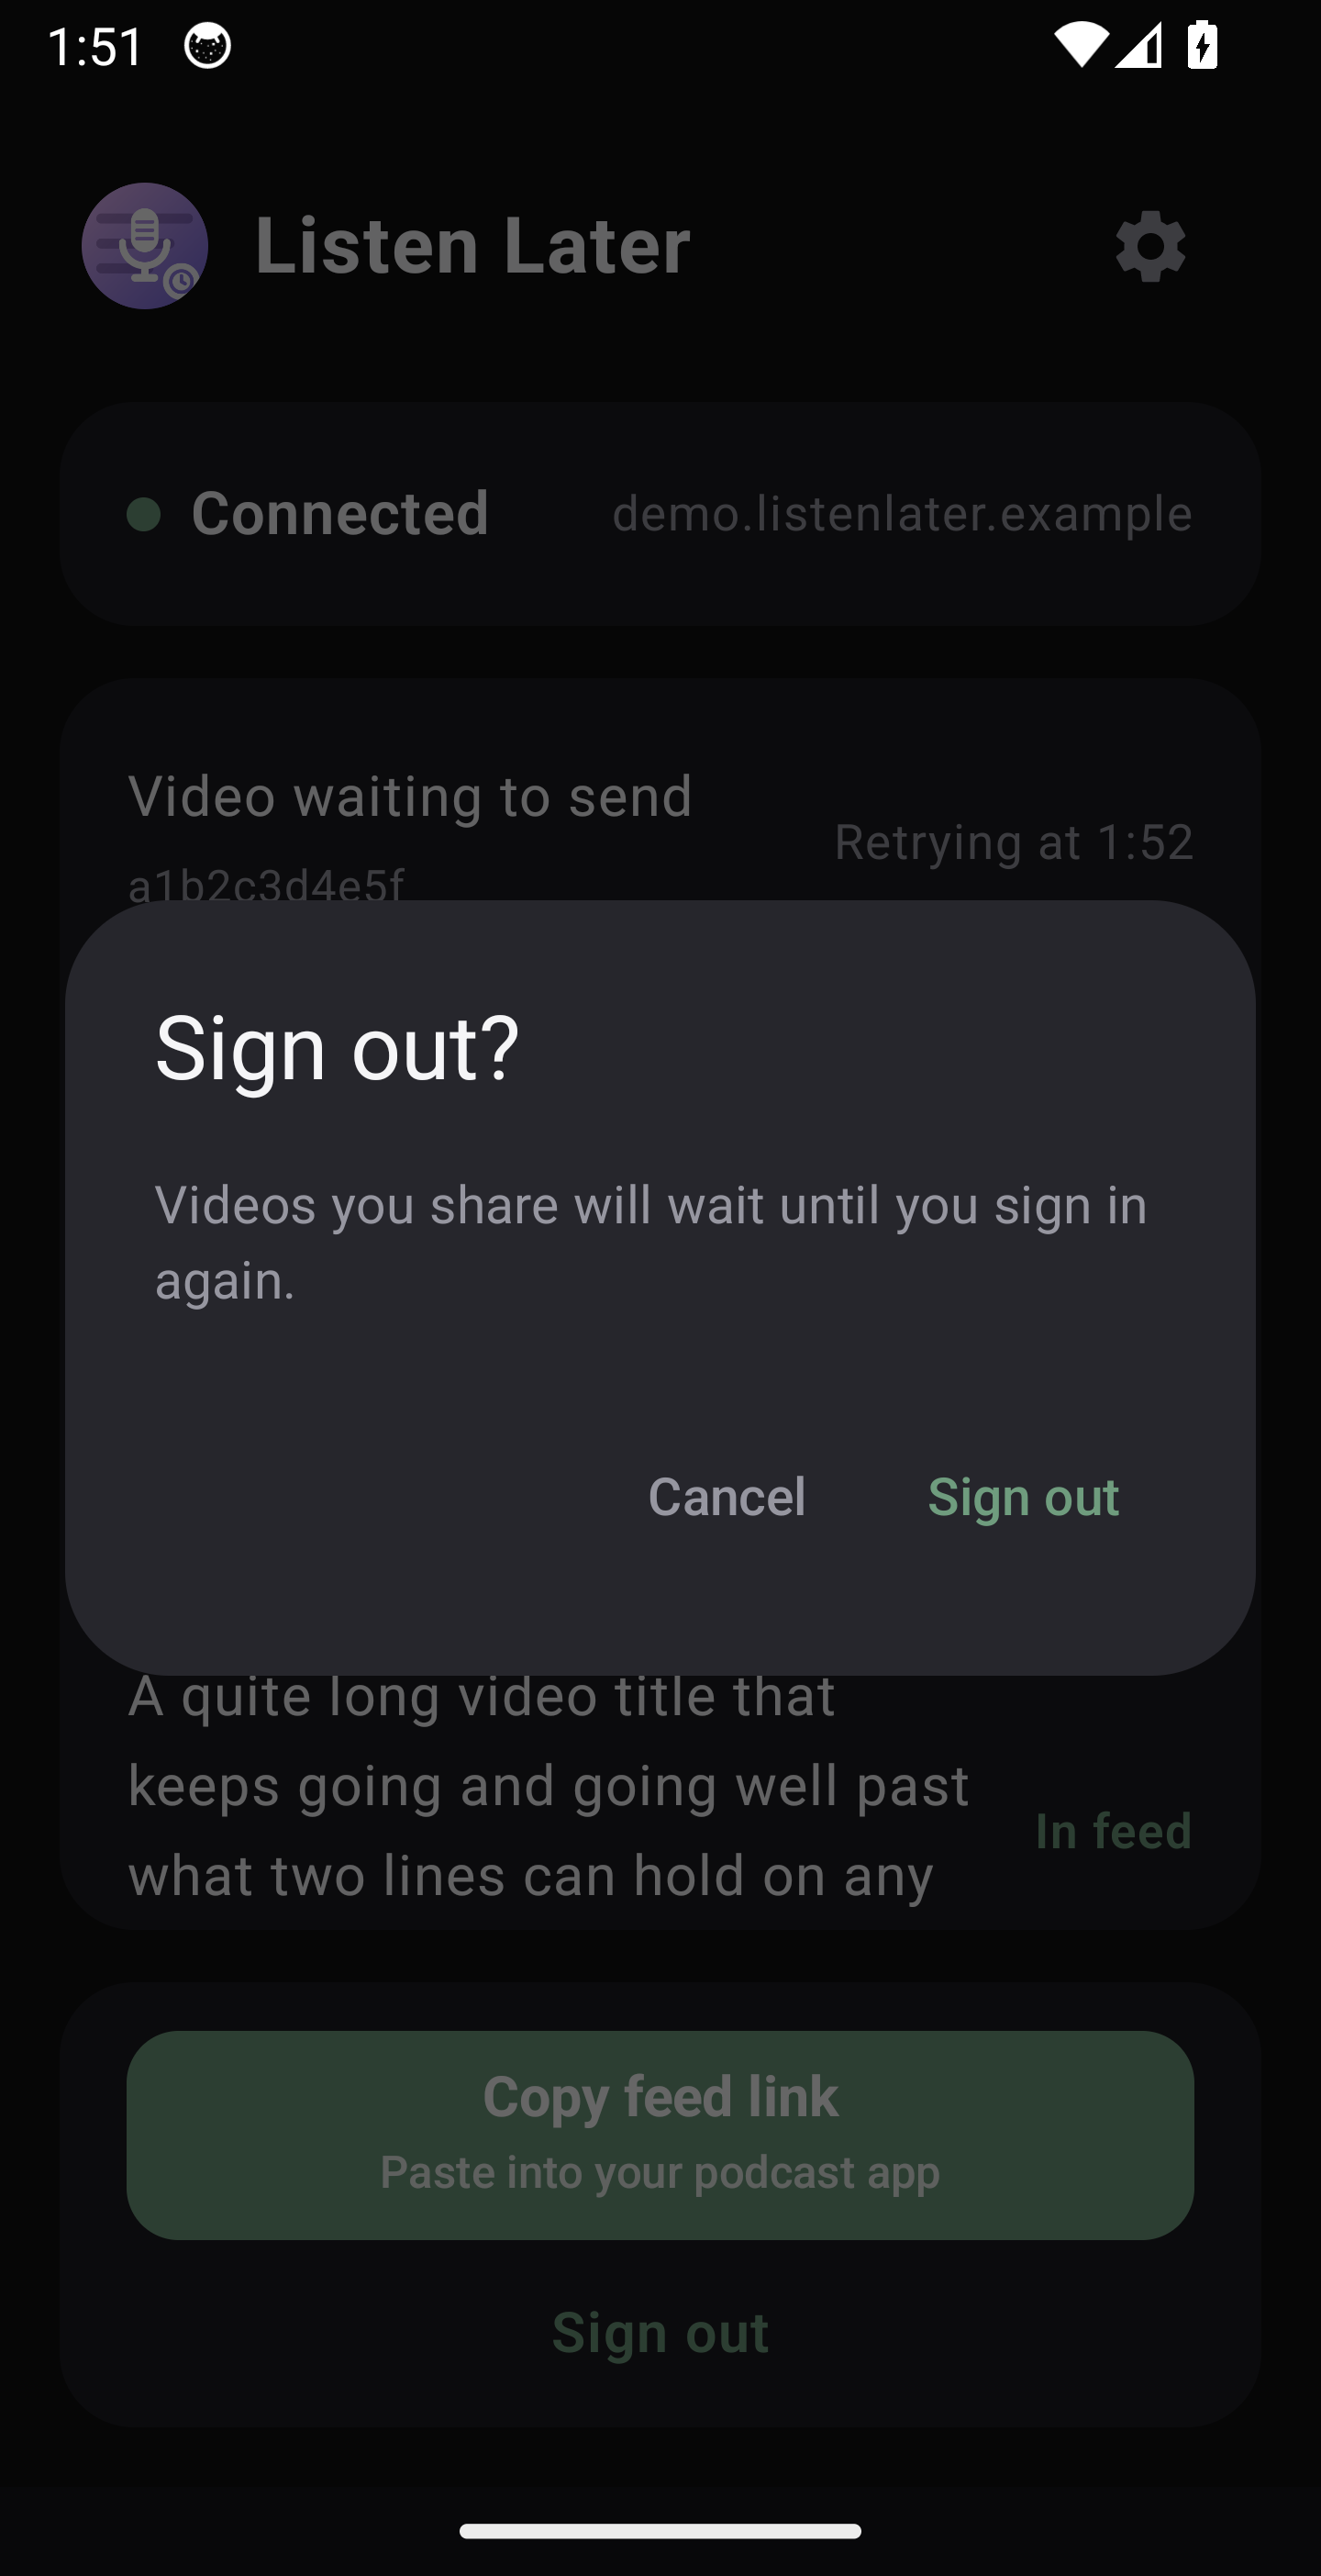 1:51
Listen Later
Connected
demo.listenlater.example
Video waiting to send
Retrying at 1:52
a1b2c3d4e5f
Sign out?
Videos you share will wait until you sign in
again.
Cancel
Sign out
A quite long video title that
keeps going and going well past
what two lines can hold on any
In feed
Copy feed link
Paste into your podcast app
Sign out